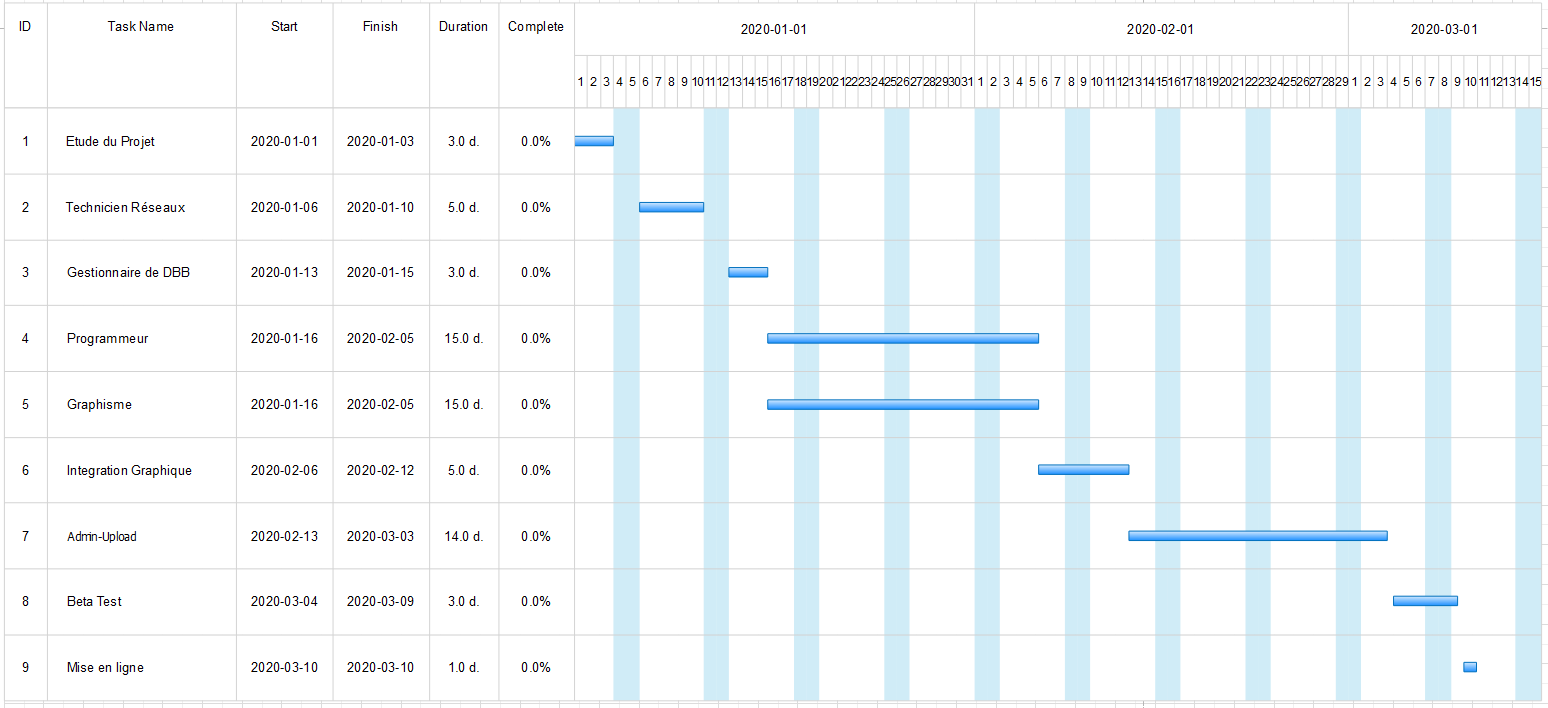 ID Task Name Start Finish Duration Complete 2020-01-01 2020-02-01 2020-03-01
1 2 3 4 5 6 7 8 9 10 11 12 13 14 15 16 17 18 19 20 21 22 23 24 25 26 27 28 29 30 31 1 2 3 4 5 6 7 8 9 10 11 12 13 14 15 16 17 18 19 20 21 22 23 24 25 26 27 28 29 1 2 3 4 5 6 7 8 9 10 11 12 13 14 15
1 Etude du Projet 2020-01-01 2020-01-03 3.0 d. 0.0%
2 Technicien Réseaux 2020-01-06 2020-01-10 5.0 d. 0.0%
3 Gestionnaire de DBB 2020-01-13 2020-01-15 3.0 d. 0.0%
4 Programmeur 2020-01-16 2020-02-05 15.0 d. 0.0%
5 Graphisme 2020-01-16 2020-02-05 15.0 d. 0.0%
6 Integration Graphique 2020-02-06 2020-02-12 5.0 d. 0.0%
7 Admin-Upload 2020-02-13 2020-03-03 14.0 d. 0.0%
8 Beta Test 2020-03-04 2020-03-09 3.0 d. 0.0%
9 Mise en ligne 2020-03-10 2020-03-10 1.0 d. 0.0%